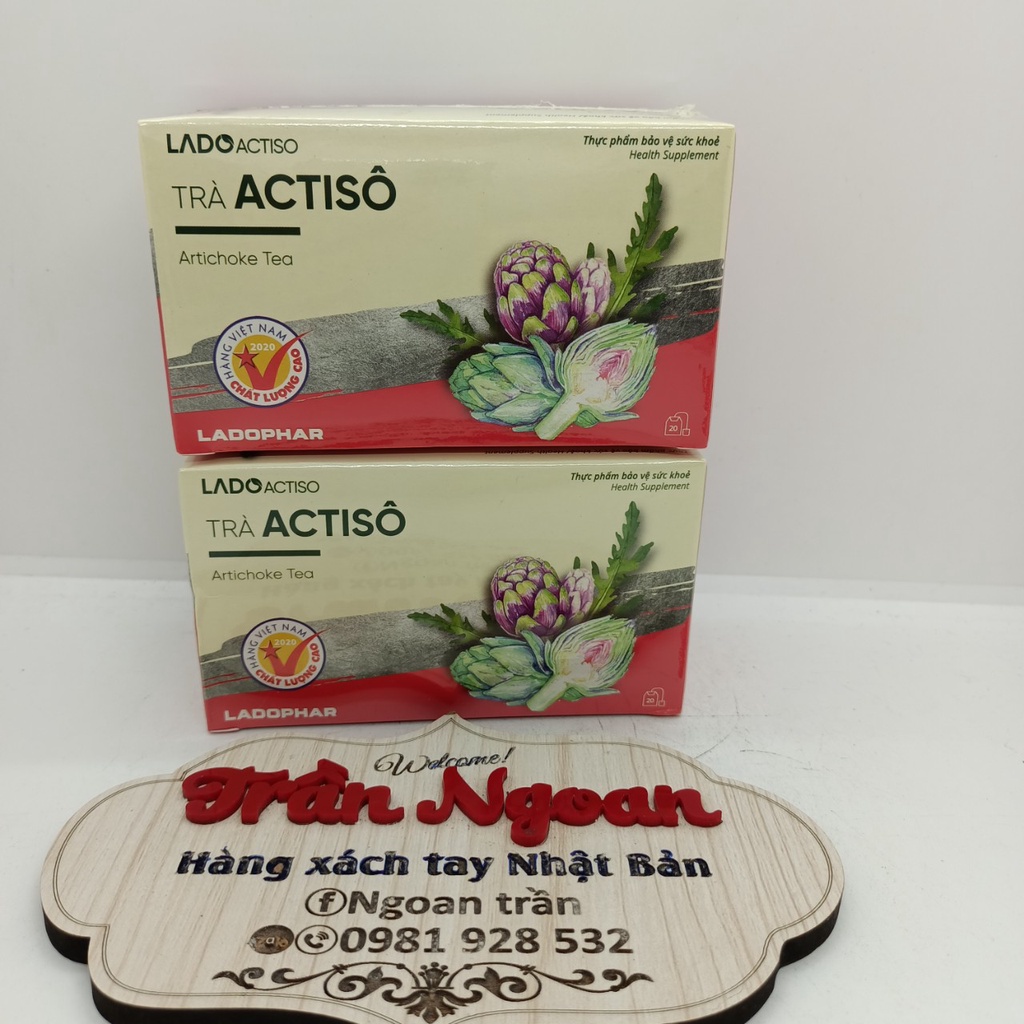 LADO ACTISO
Thực phẩm bảo vệ sức khoẻ
Health Supplement
TRÀ ACTISÔ
Artichoke Tea
HÀNG VIỆT NAM
2020
CHẤT LƯỢNG CAO
LADOPHAR
20
LADO ACTISO
Thực phẩm bảo vệ sức khoẻ
Health Supplement
TRÀ ACTISÔ
Artichoke Tea
HÀNG VIỆT NAM
2020
CHẤT LƯỢNG CAO
LADOPHAR
20
Welcome!
Trần Ngoan
Hàng xách tay Nhật Bản
f Ngoan trần
Zalo 0981 928 532